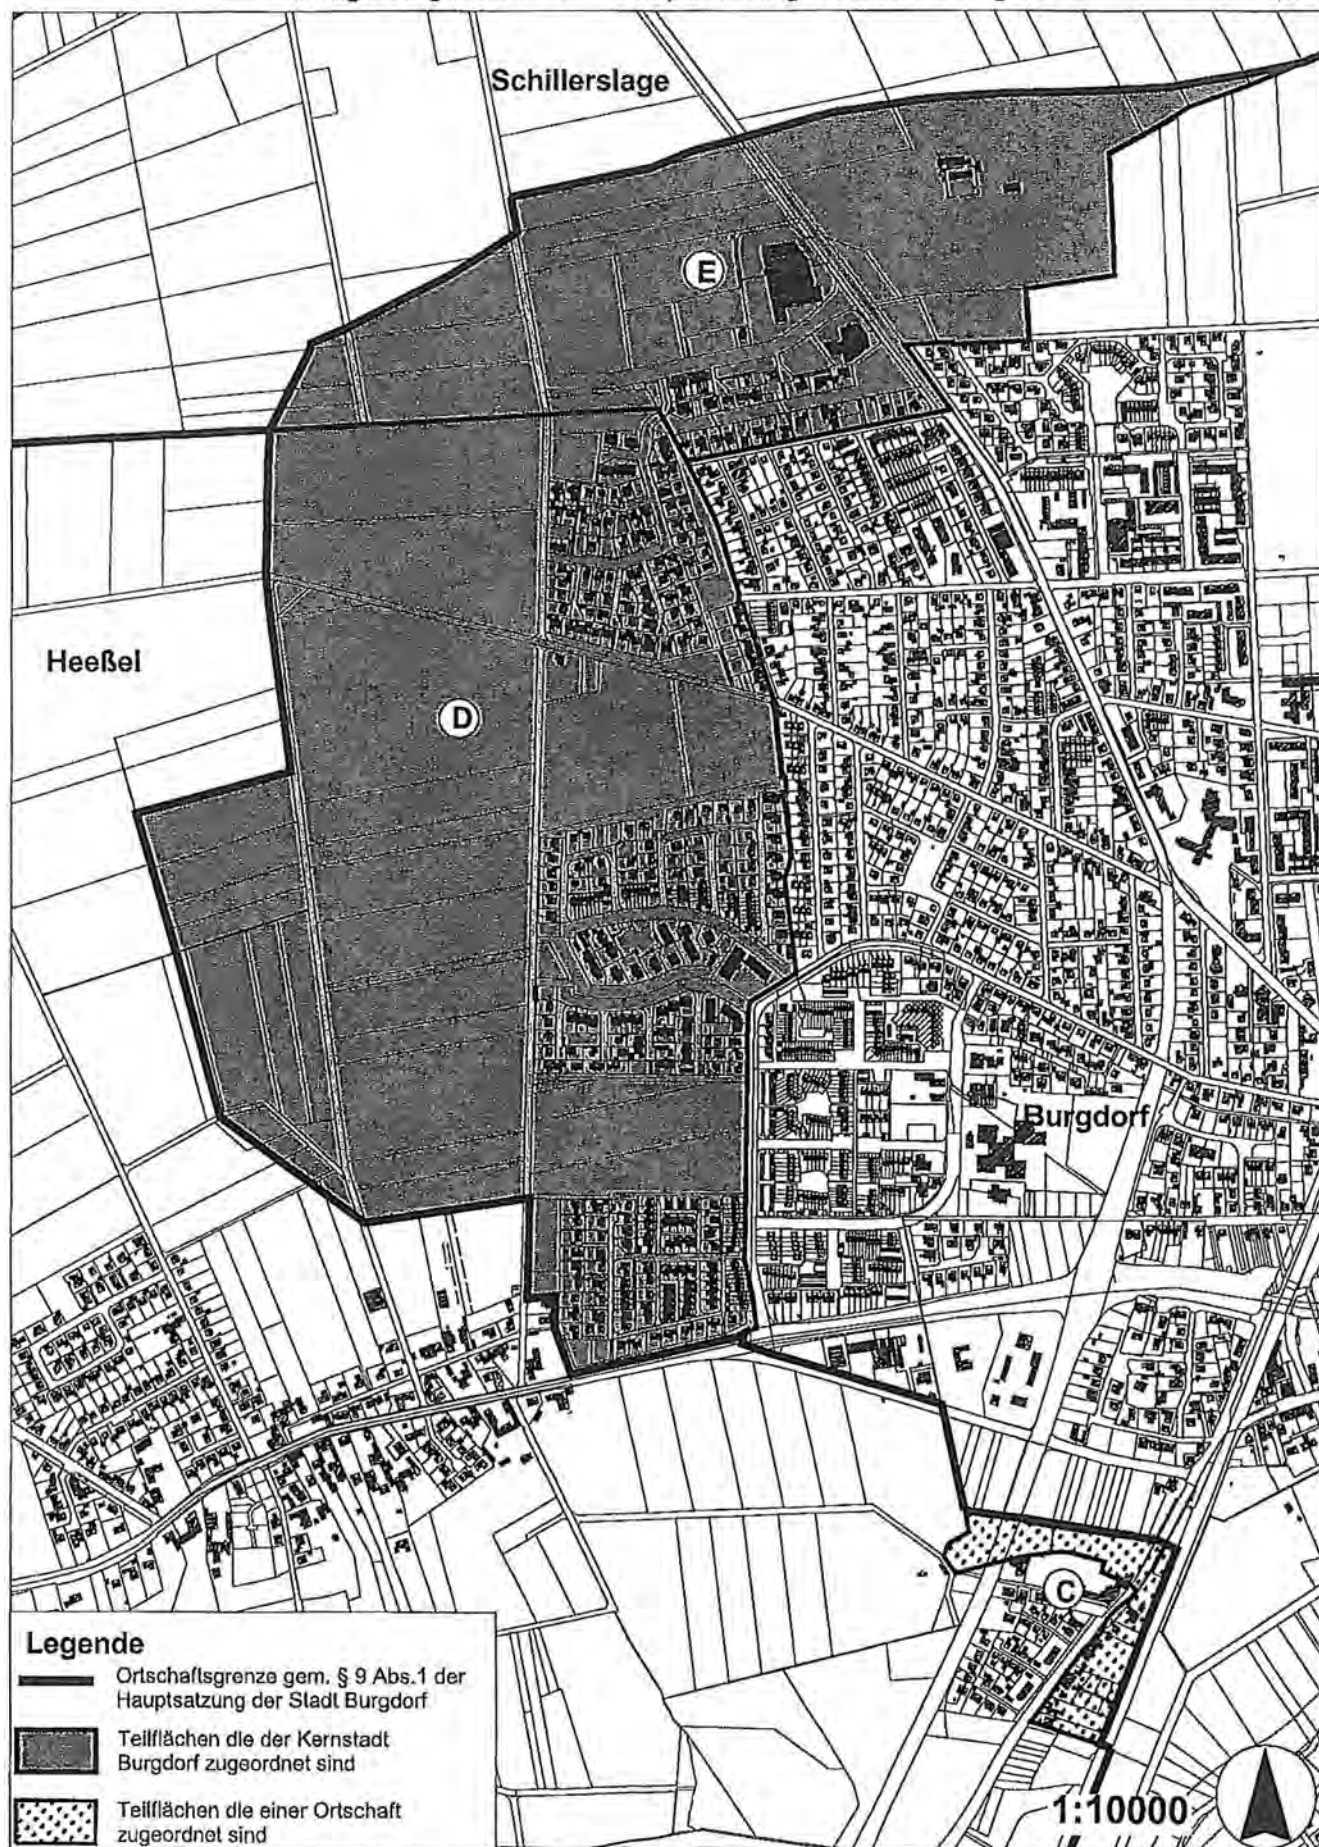 Schillerslage
E
Heeßel
D
Burgdorf
C
Legende
Ortschaftsgrenze gem. § 9 Abs.1 der
Hauptsatzung der Stadt Burgdorf
Teilflächen die der Kernstadt
Burgdorf zugeordnet sind
Teilflächen die einer Ortschaft
zugeordnet sind
1:10000